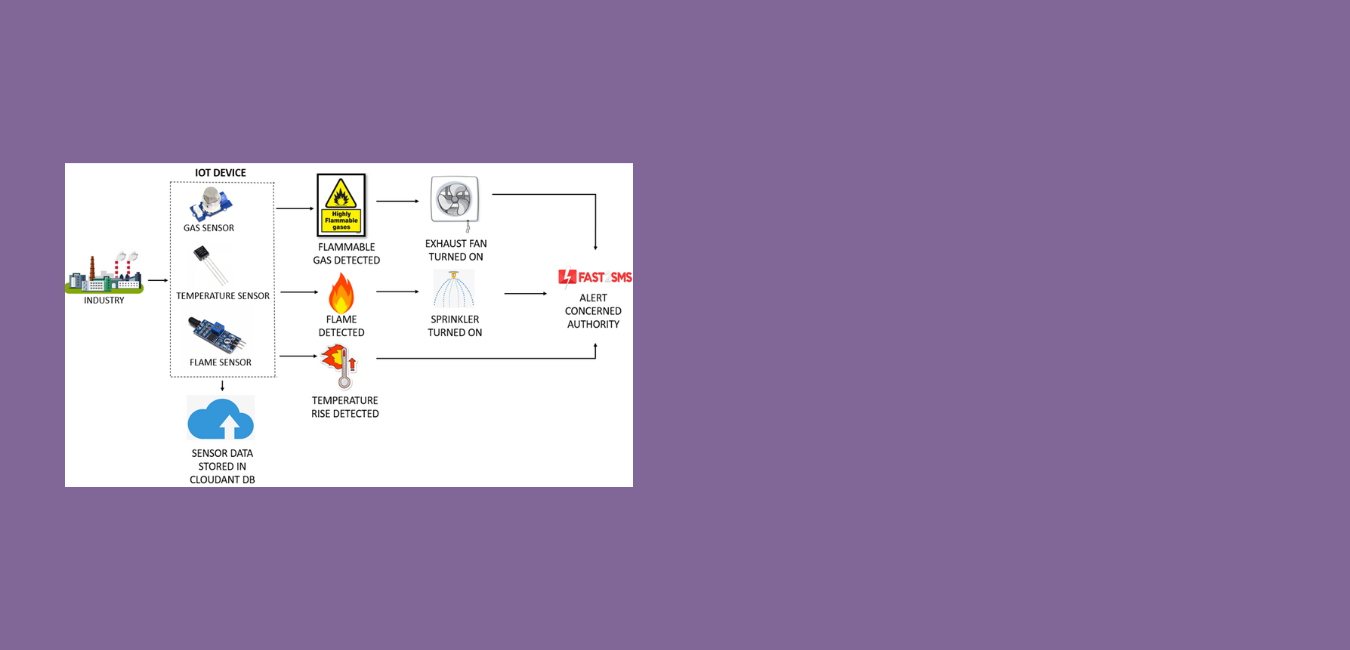 IOT DEVICE
GAS SENSOR
TEMPERATURE SENSOR
FLAME SENSOR
INDUSTRY
SENSOR DATA
STORED IN
CLOUDANT DB
Highly
Flammable
gases
FLAMMABLE
GAS DETECTED
FLAME
DETECTED
TEMPERATURE
RISE DETECTED
EXHAUST FAN
TURNED ON
SPRINKLER
TURNED ON
FAST2SMS
ALERT
CONCERNED
AUTHORITY